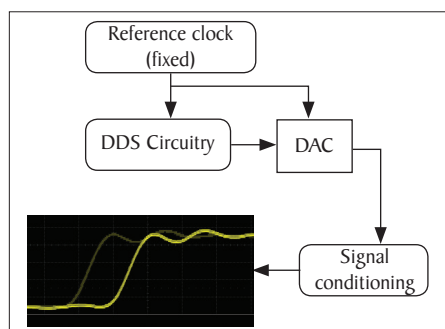 Reference clock
(fixed)
DDS Circuitry
DAC
Signal
conditioning